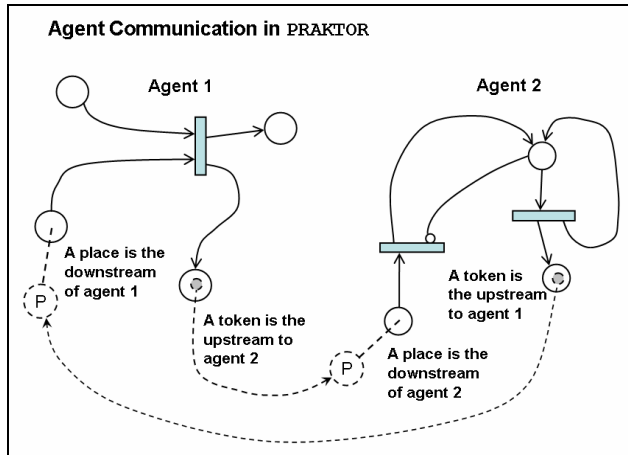 Agent Communication in PRAKTOR
Agent 1
Agent 2
A place is the
downstream
of agent 1
P
A token is the
upstream to
agent 2
P
A place is the
downstream
of agent 2
A token is
the upstream
to agent 1